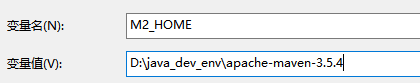 变量名(N): M2_HOME
变量值(V): D:\java_dev_env\apache-maven-3.5.4